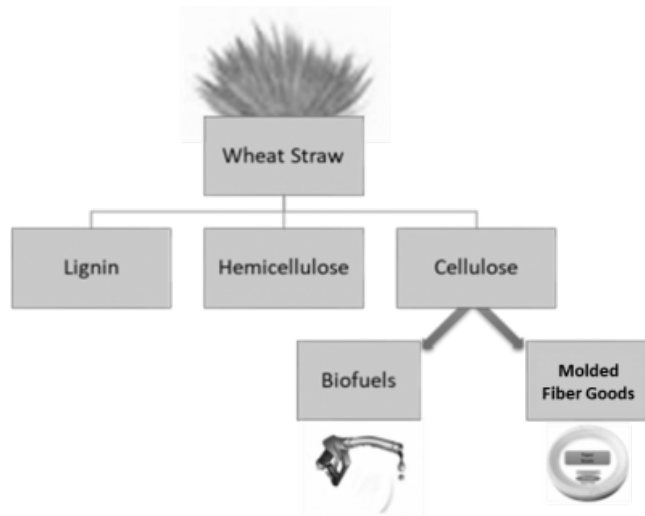 Wheat Straw
Lignin
Hemicellulose
Cellulose
Biofuels
Molded
Fiber Goods